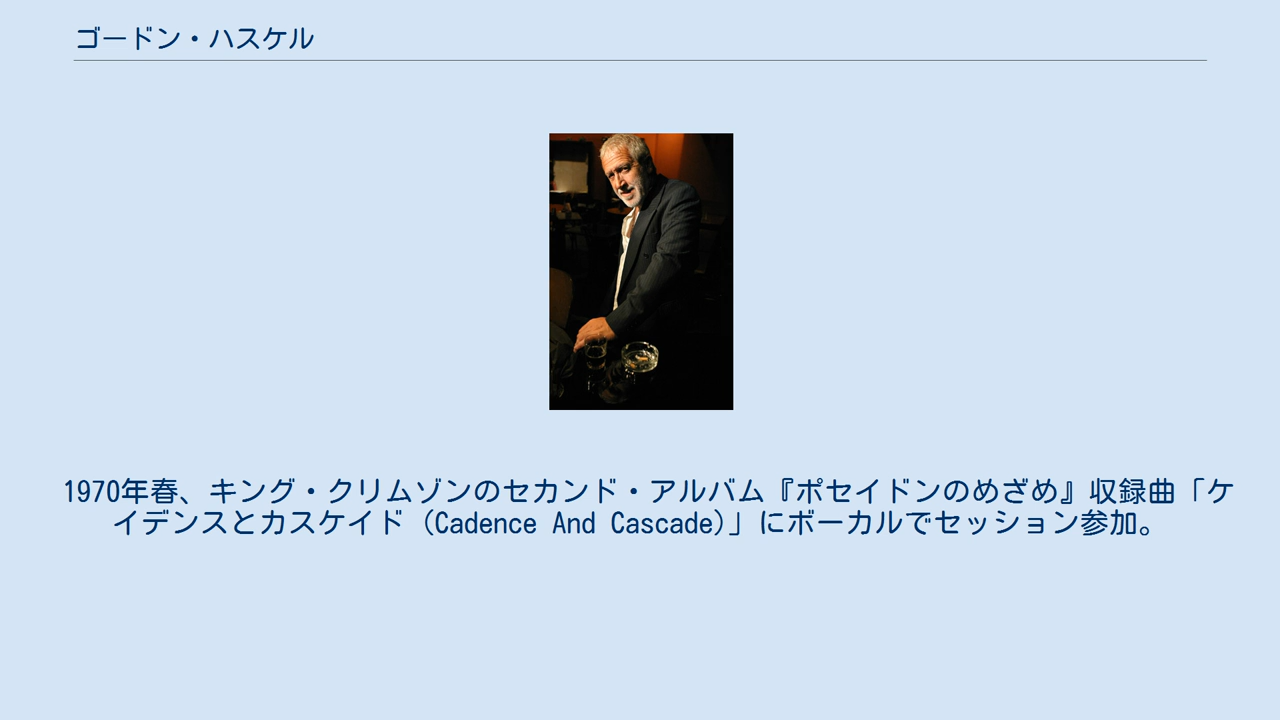 ゴードン・ハスケル
1970年春、キング・クリムゾンのセカンド・アルバム『ポセイドンのめざめ』収録曲「ケ
イデンスとカスケイド (Cadence And Cascade)」にボーカルでセッション参加。